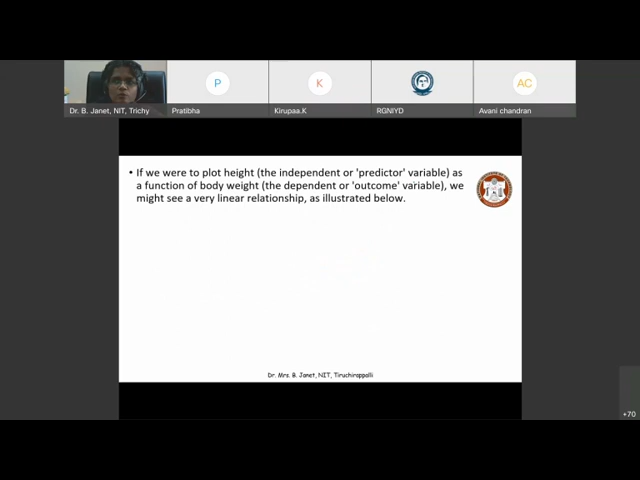 P
K
AC
Dr. B. Janet, NIT, Trichy
Pratibha
Kirupaa.K
RGNIYD
Avani chandran
• If we were to plot height (the independent or 'predictor' variable) as
a function of body weight (the dependent or 'outcome' variable), we
might see a very linear relationship, as illustrated below.
Dr. Mrs. B. Janet, NIT, Tiruchirappalli
+70